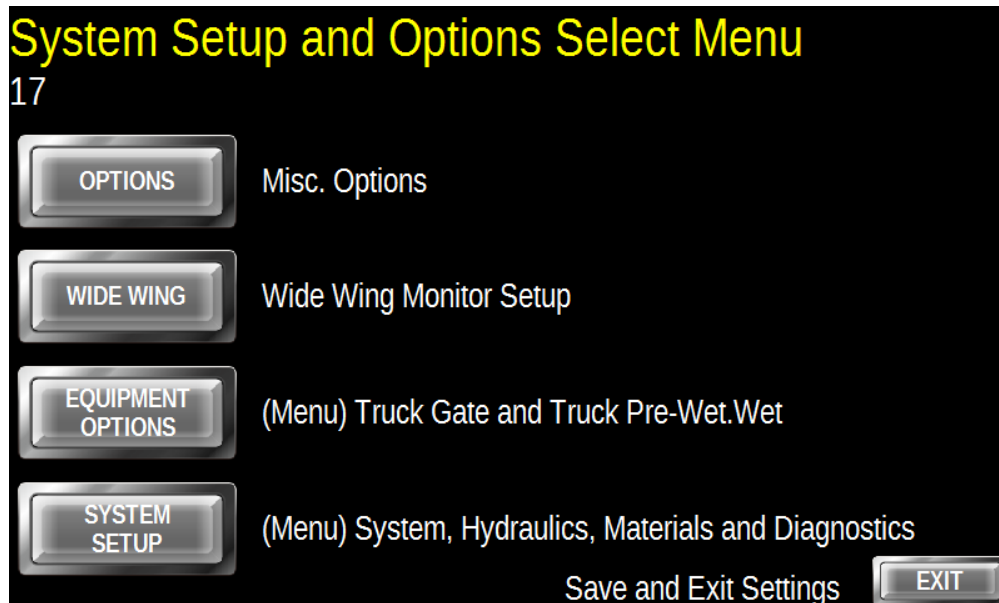 System Setup and Options Select Menu
17
OPTIONS
Misc. Options
WIDE WING
Wide Wing Monitor Setup
EQUIPMENT
OPTIONS
(Menu) Truck Gate and Truck Pre-Wet.Wet
SYSTEM
SETUP
(Menu) System, Hydraulics, Materials and Diagnostics
Save and Exit Settings
EXIT